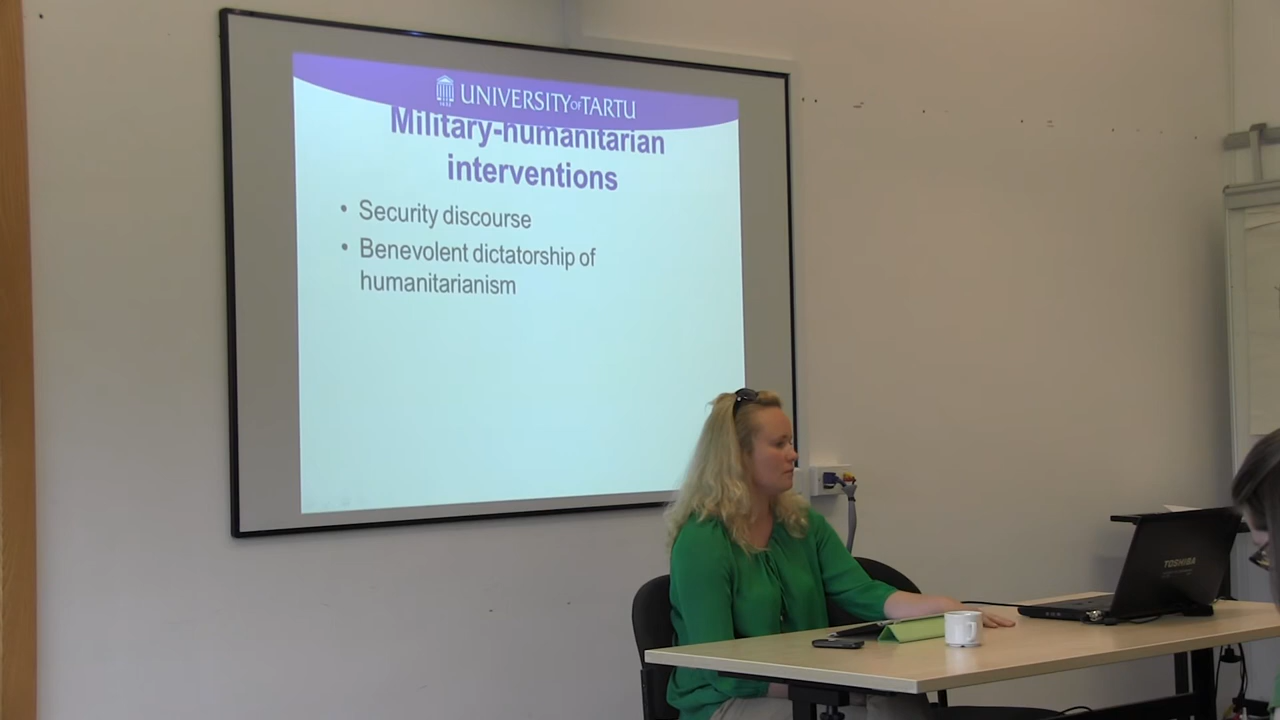 UNIVERSITY OF TARTU
Military-humanitarian
interventions
• Security discourse
• Benevolent dictatorship of
humanitarianism
TOSHIBA